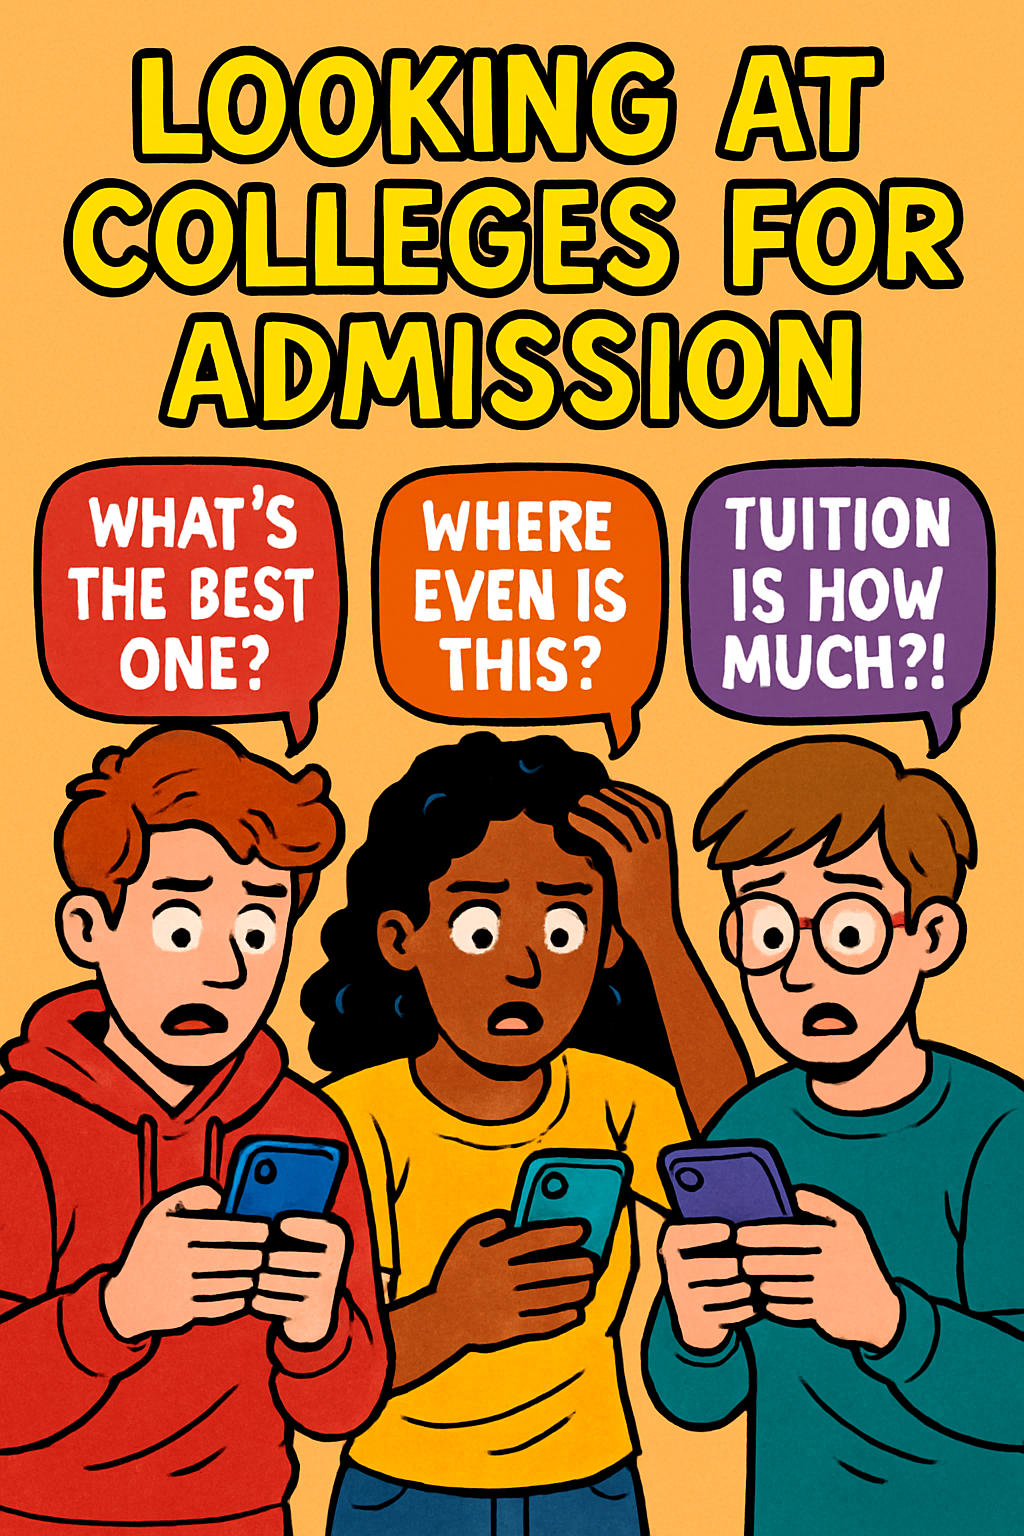 LOOKING AT
COLLEGES FOR
ADMISSION
WHAT'S
THE BEST
ONE?
WHERE
EVEN IS
THIS?
TUITION
IS HOW
MUCH?!